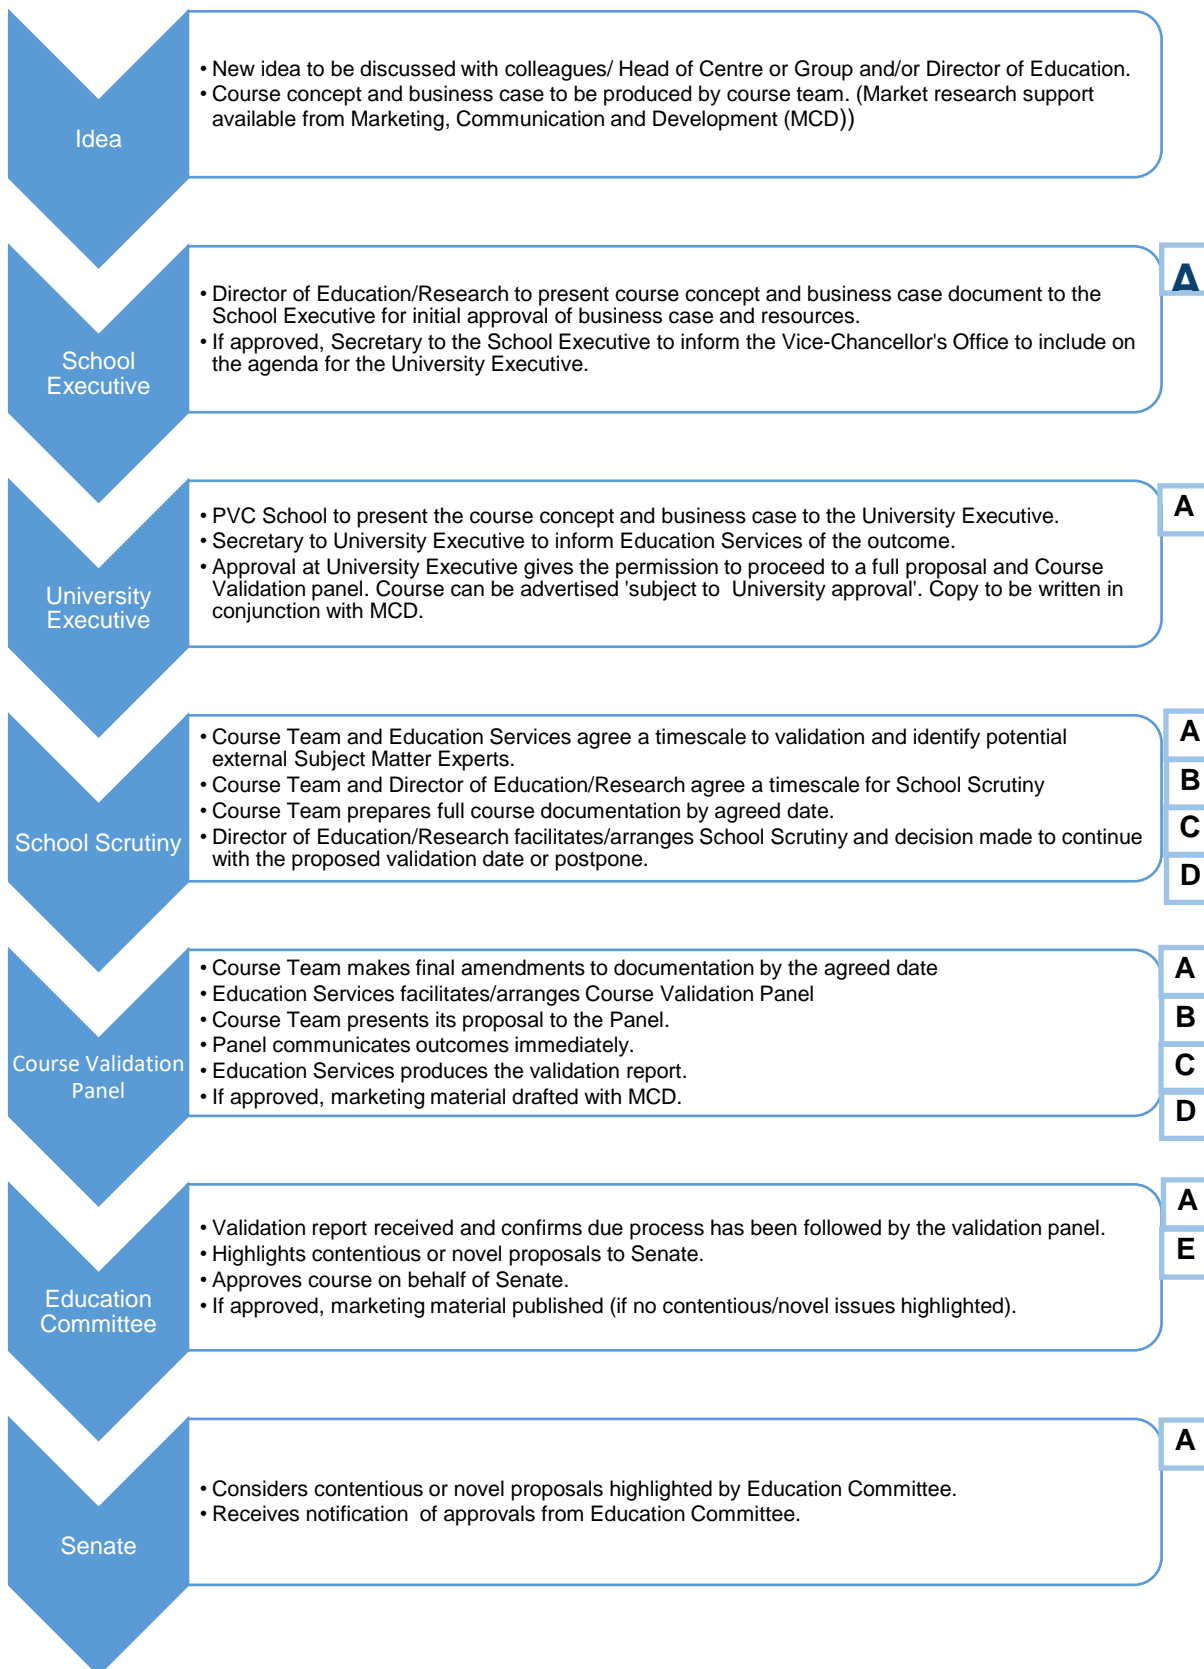 Idea
• New idea to be discussed with colleagues/ Head of Centre or Group and/or Director of Education.
• Course concept and business case to be produced by course team. (Market research support
available from Marketing, Communication and Development (MCD))
School
Executive
• Director of Education/Research to present course concept and business case document to the
School Executive for initial approval of business case and resources.
• If approved, Secretary to the School Executive to inform the Vice-Chancellor's Office to include on
the agenda for the University Executive.
A
University
Executive
• PVC School to present the course concept and business case to the University Executive.
• Secretary to University Executive to inform Education Services of the outcome.
• Approval at University Executive gives the permission to proceed to a full proposal and Course
Validation panel. Course can be advertised 'subject to University approval'. Copy to be written in
conjunction with MCD.
A
School Scrutiny
• Course Team and Education Services agree a timescale to validation and identify potential
external Subject Matter Experts.
• Course Team and Director of Education/Research agree a timescale for School Scrutiny
• Course Team prepares full course documentation by agreed date.
• Director of Education/Research facilitates/arranges School Scrutiny and decision made to continue
with the proposed validation date or postpone.
A
B
C
D
Course Validation
Panel
• Course Team makes final amendments to documentation by the agreed date
• Education Services facilitates/arranges Course Validation Panel
• Course Team presents its proposal to the Panel.
• Panel communicates outcomes immediately.
• Education Services produces the validation report.
• If approved, marketing material drafted with MCD.
A
B
C
D
Education
Committee
• Validation report received and confirms due process has been followed by the validation panel.
• Highlights contentious or novel proposals to Senate.
• Approves course on behalf of Senate.
• If approved, marketing material published (if no contentious/novel issues highlighted).
A
E
Senate
• Considers contentious or novel proposals highlighted by Education Committee.
• Receives notification of approvals from Education Committee.
A